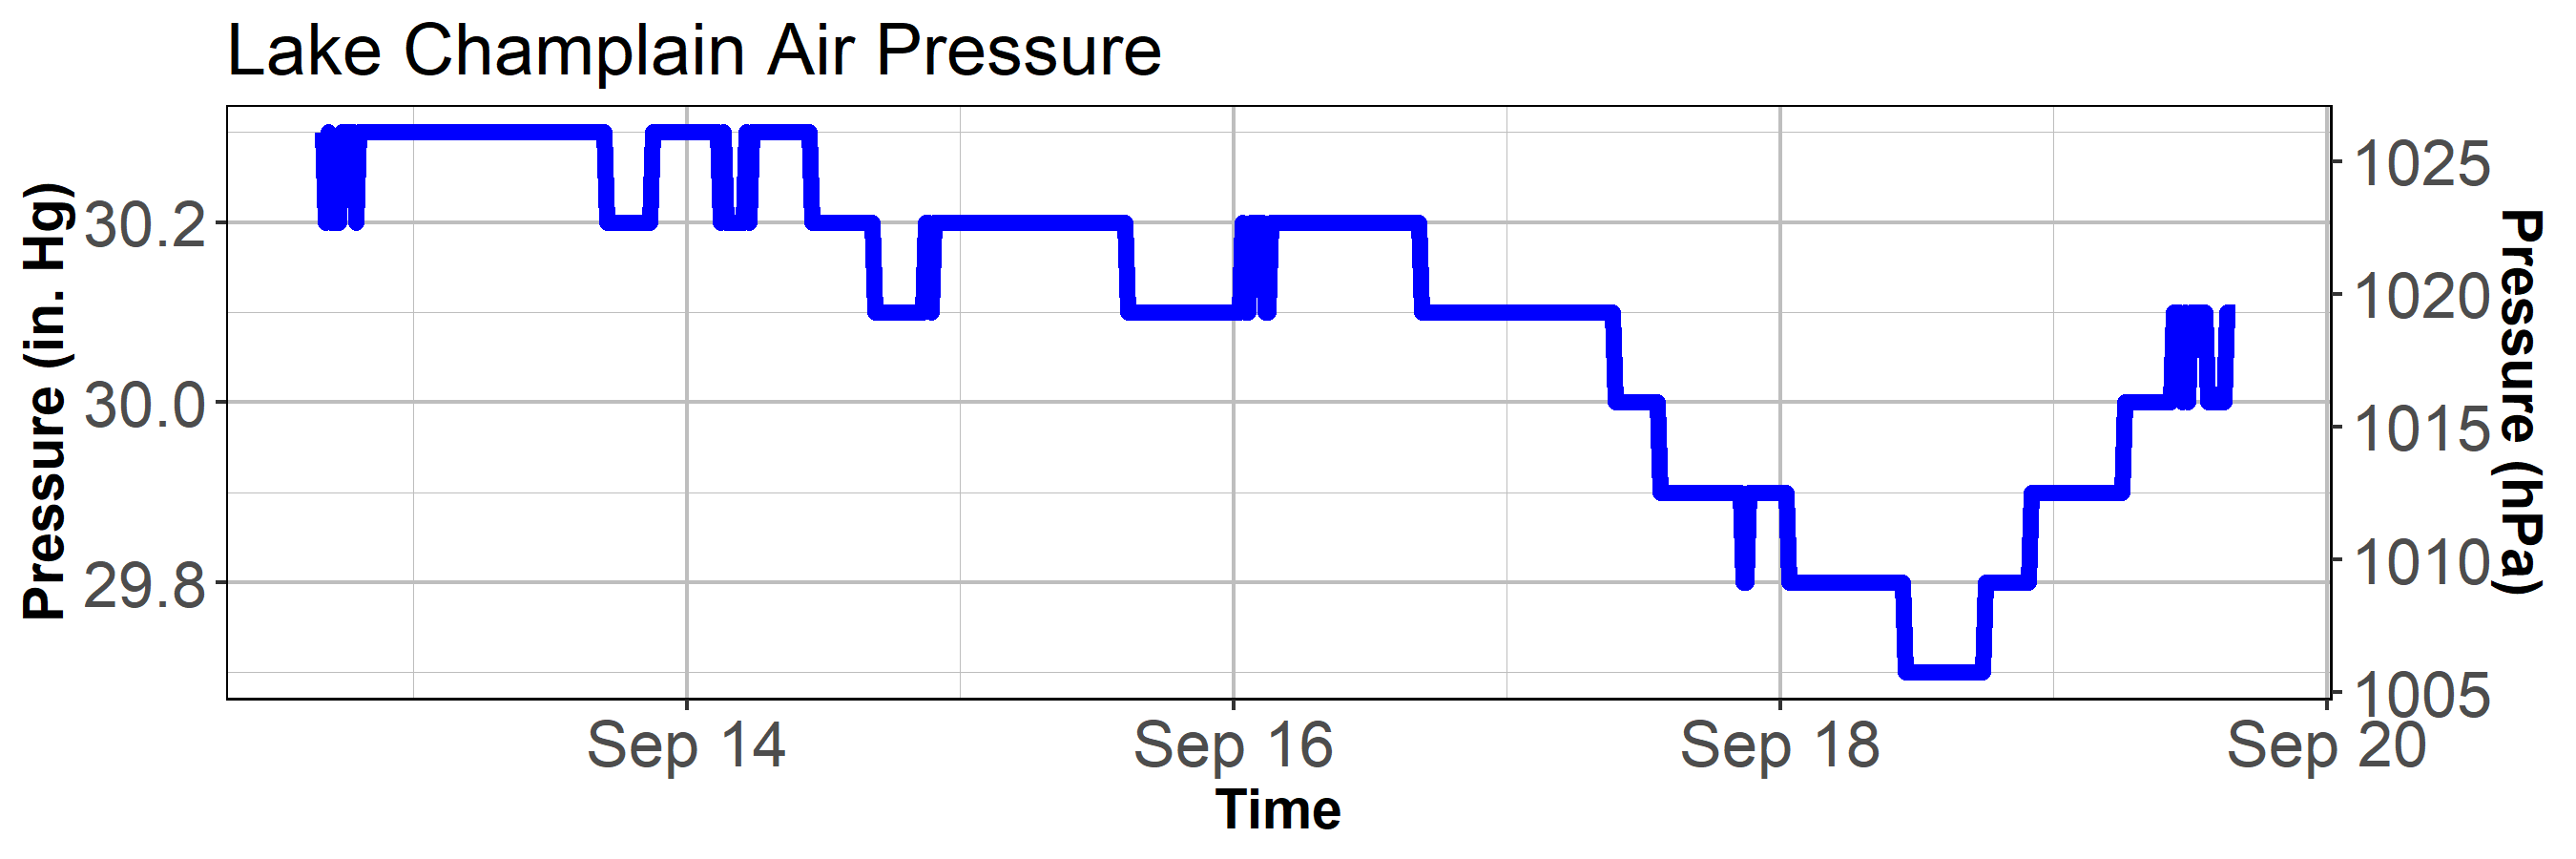 Lake Champlain Air Pressure
Pressure (in. Hg)
30.2
30.0
29.8
1025
1020
1015
1010
1005
Pressure (hPa)
Sep 14
Sep 16
Sep 18
Sep 20
Time